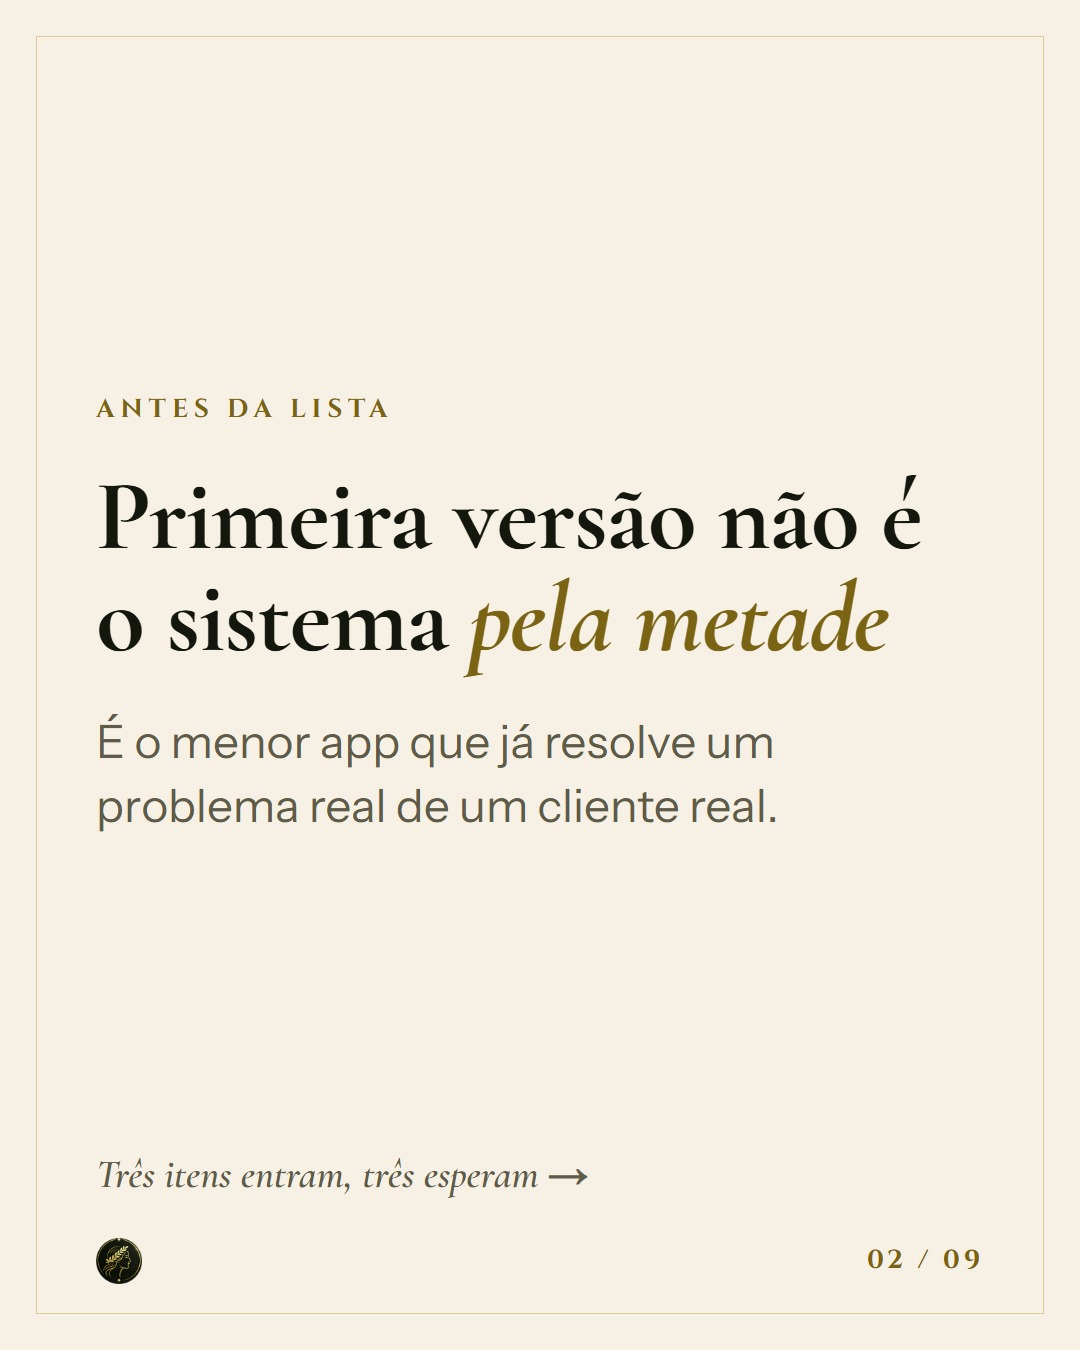 ANTES DA LISTA
Primeira versão não é
o sistema pela metade
É o menor app que já resolve um
problema real de um cliente real.
Três itens entram, três esperam →
02 / 09